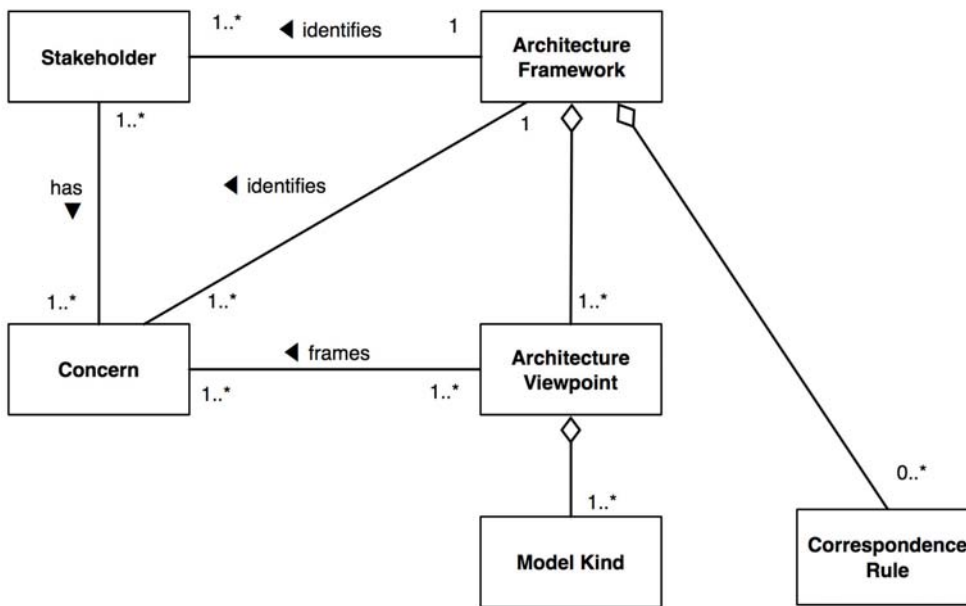 1..* ◀ identifies 1
Stakeholder
Architecture
Framework
1..*
1
has
▼
◀ identifies
1..*
1..*
1..*
Concern
◀ frames
Architecture
Viewpoint
1..*
1..*
1..*
0..*
Model Kind
Correspondence
Rule